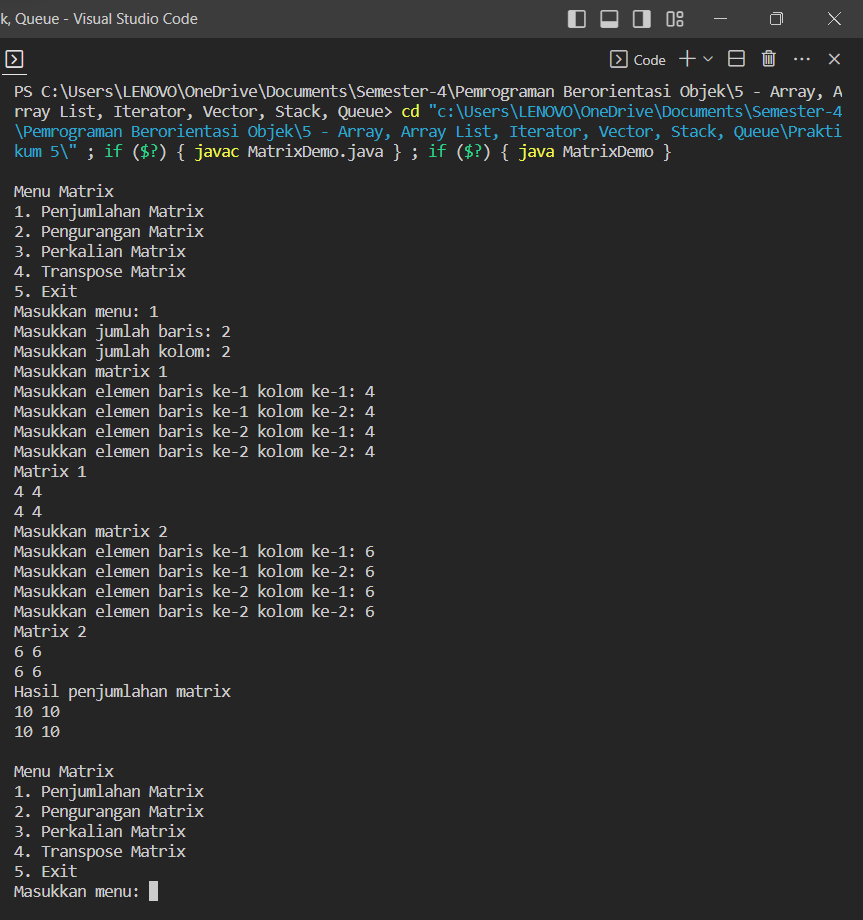 k, Queue - Visual Studio Code
Code
PS C:\Users\LENOVO\OneDrive\Documents\Semester-4\Pemrograman Berorientasi Objek\5 - Array, A
rray List, Iterator, Vector, Stack, Queue> cd "c:\Users\LENOVO\OneDrive\Documents\Semester-4
\Pemrograman Berorientasi Objek\5 - Array, Array List, Iterator, Vector, Stack, Queue\Prakti
kum 5\" ; if ($?) { javac MatrixDemo.java } ; if ($?) { java MatrixDemo }
Menu Matrix
1. Penjumlahan Matrix
2. Pengurangan Matrix
3. Perkalian Matrix
4. Transpose Matrix
5. Exit
Masukkan menu: 1
Masukkan jumlah baris: 2
Masukkan jumlah kolom: 2
Masukkan matrix 1
Masukkan elemen baris ke-1 kolom ke-1: 4
Masukkan elemen baris ke-1 kolom ke-2: 4
Masukkan elemen baris ke-2 kolom ke-1: 4
Masukkan elemen baris ke-2 kolom ke-2: 4
Matrix 1
4 4
4 4
Masukkan matrix 2
Masukkan elemen baris ke-1 kolom ke-1: 6
Masukkan elemen baris ke-1 kolom ke-2: 6
Masukkan elemen baris ke-2 kolom ke-1: 6
Masukkan elemen baris ke-2 kolom ke-2: 6
Matrix 2
6 6
6 6
Hasil penjumlahan matrix
10 10
10 10
Menu Matrix
1. Penjumlahan Matrix
2. Pengurangan Matrix
3. Perkalian Matrix
4. Transpose Matrix
5. Exit
Masukkan menu: